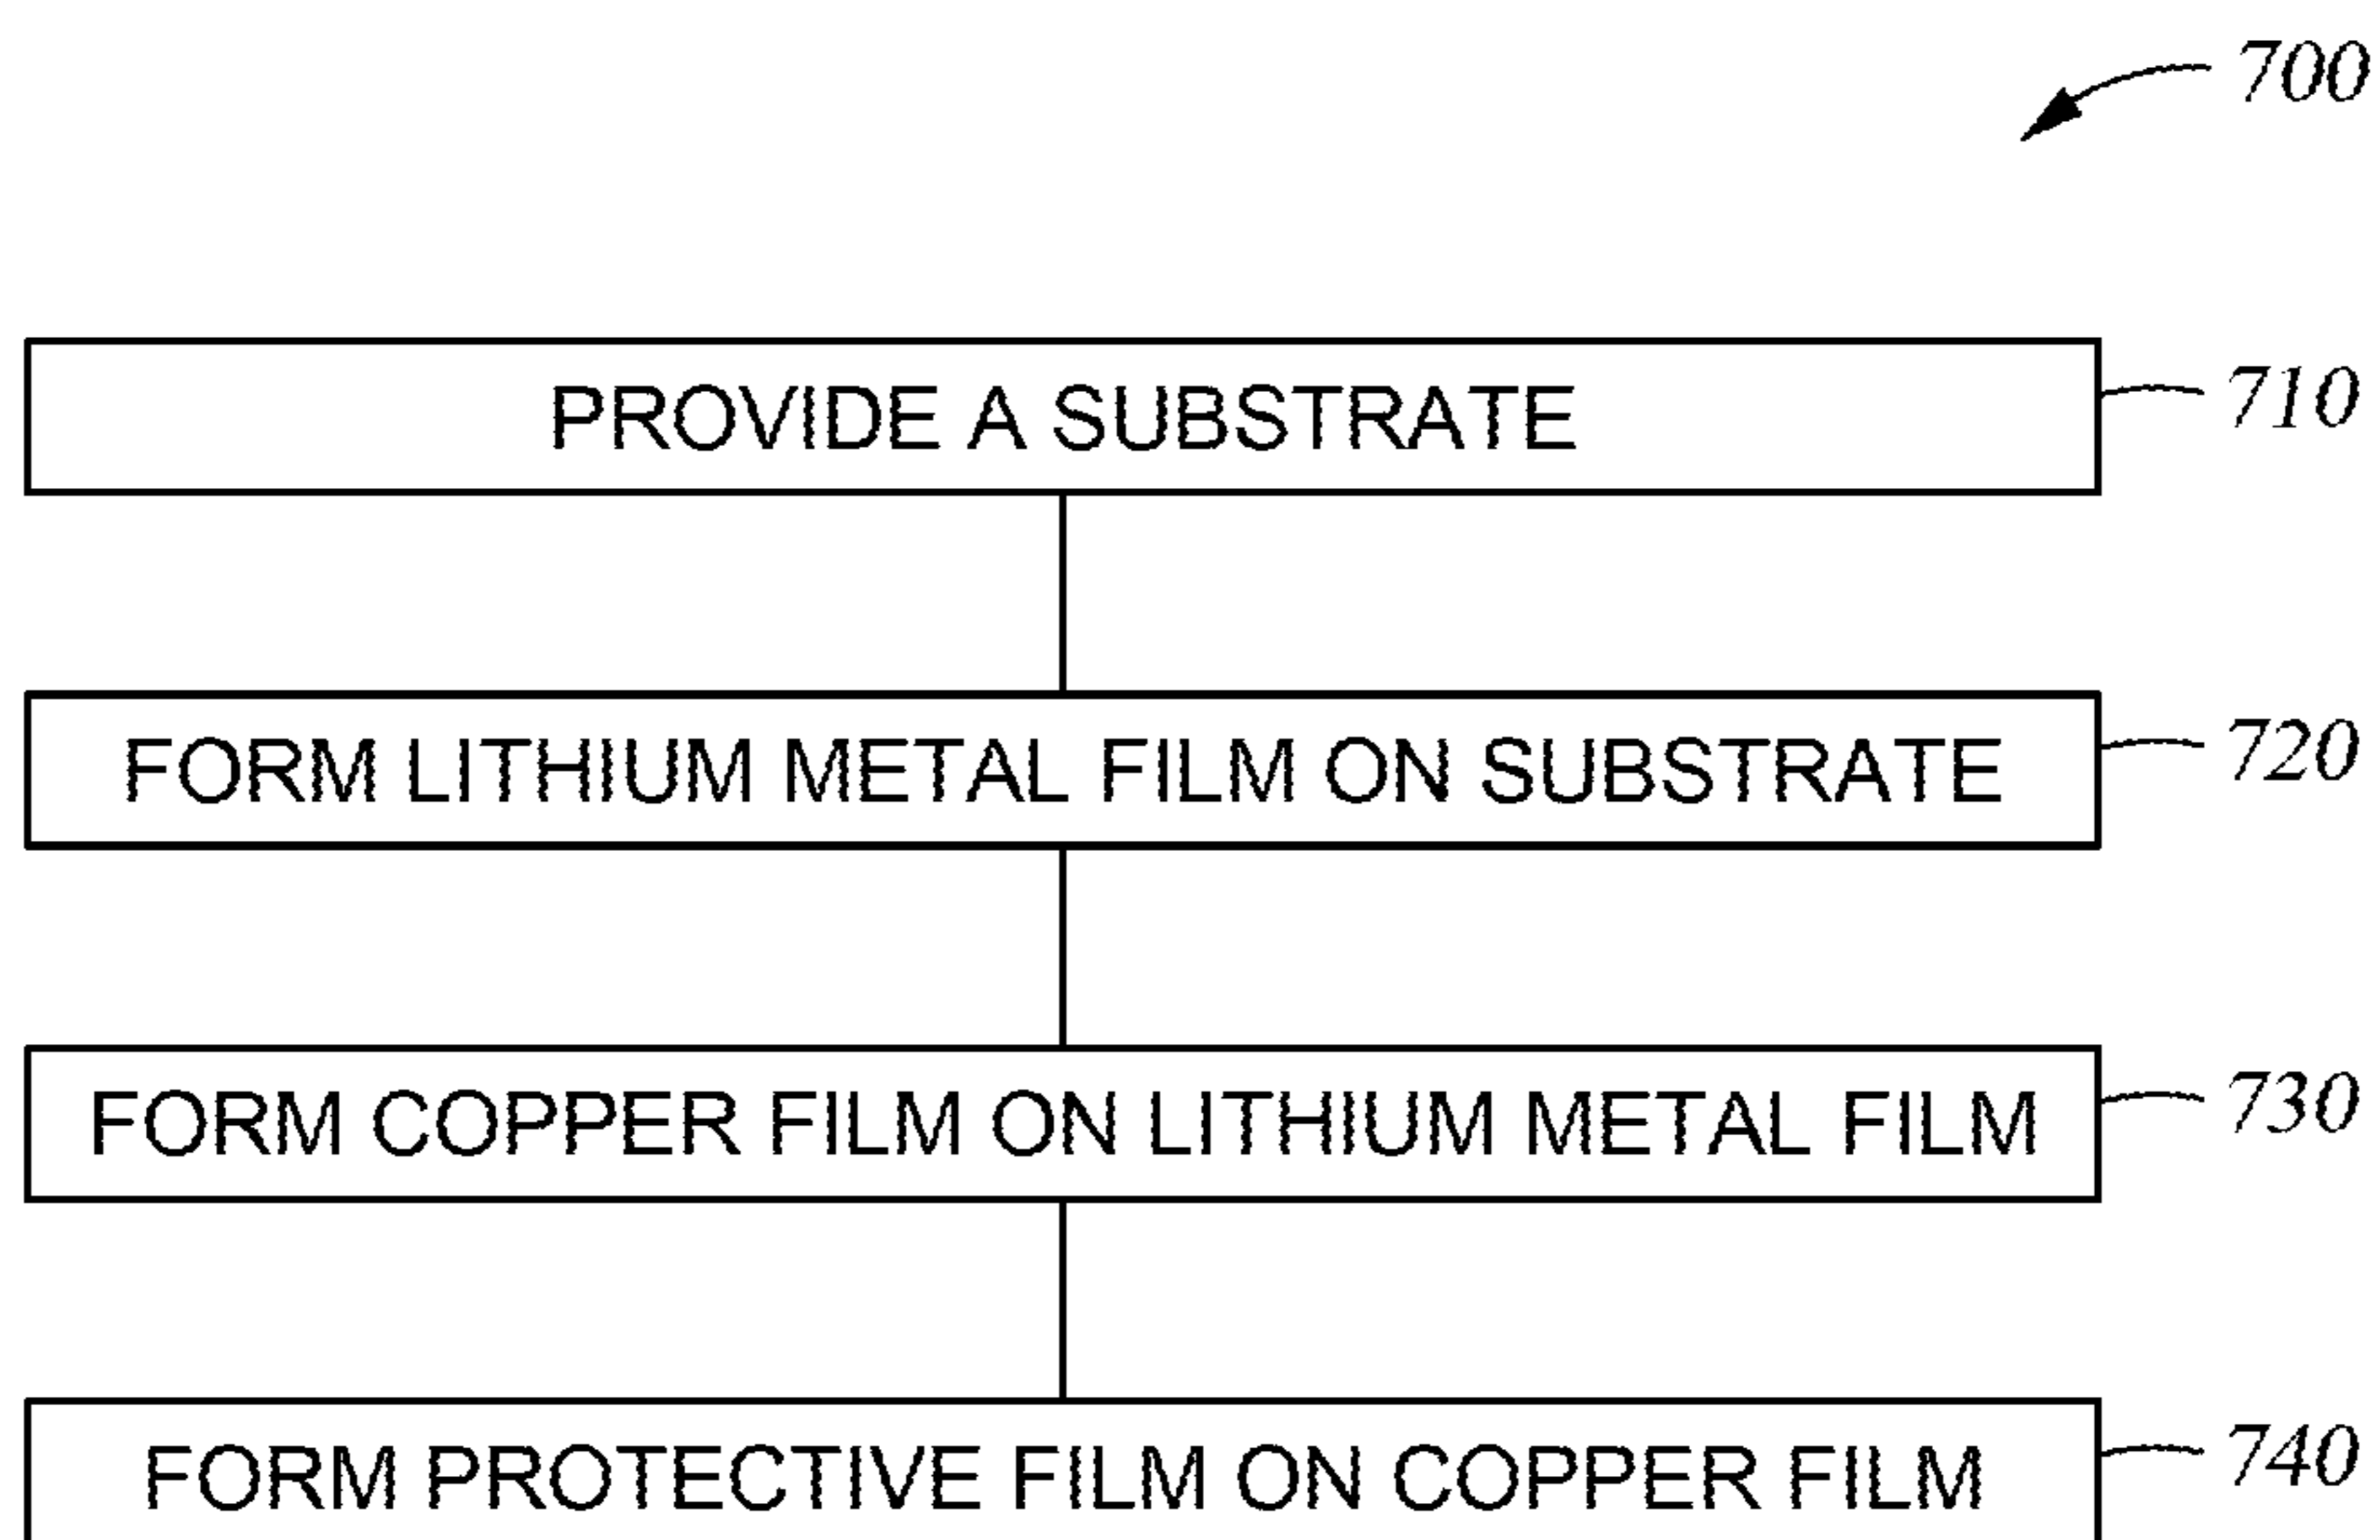 700
PROVIDE A SUBSTRATE
710
FORM LITHIUM METAL FILM ON SUBSTRATE
720
FORM COPPER FILM ON LITHIUM METAL FILM
730
FORM PROTECTIVE FILM ON COPPER FILM
740